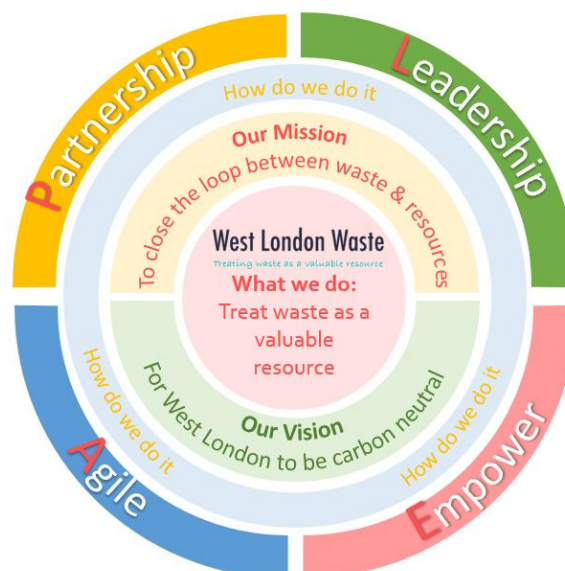 Partnership
Leadership
How do we do it
Our Mission
To close the loop between waste & resources
West London Waste
Treating waste as a valuable resource
What we do:
Treat waste as a
valuable
resource
Our Vision
For West London to be carbon neutral
How do we do it
How do we do it
Agile
Empower